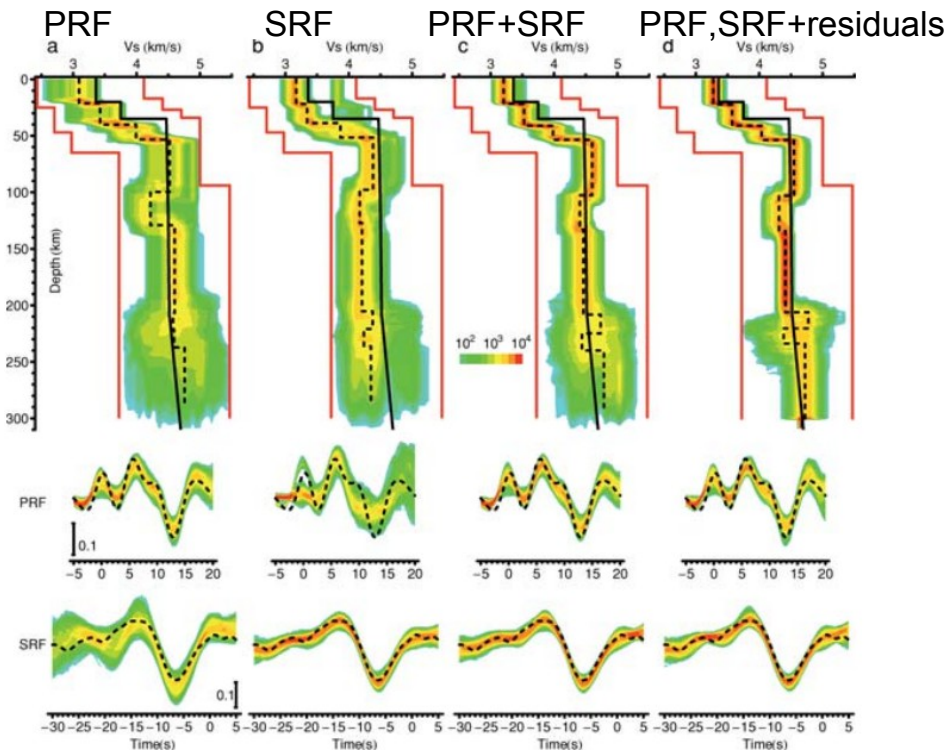 PRF SRF PRF+SRF PRF,SRF+residuals
a b c d
Vs (km/s) Vs (km/s) Vs (km/s) Vs (km/s)
3 4 5 3 4 5 3 4 5 3 4 5
0
50
100
150
200
250
300
Depth (km)
10² 10³ 10⁴
PRF
0.1
−5 0 5 10 15 20 −5 0 5 10 15 20 −5 0 5 10 15 20 −5 0 5 10 15 20
SRF
0.1
−30 −25 −20 −15 −10 −5 0 5 −30 −25 −20 −15 −10 −5 0 5 −30 −25 −20 −15 −10 −5 0 5 −30 −25 −20 −15 −10 −5 0 5
Time(s) Time(s) Time(s) Time(s)